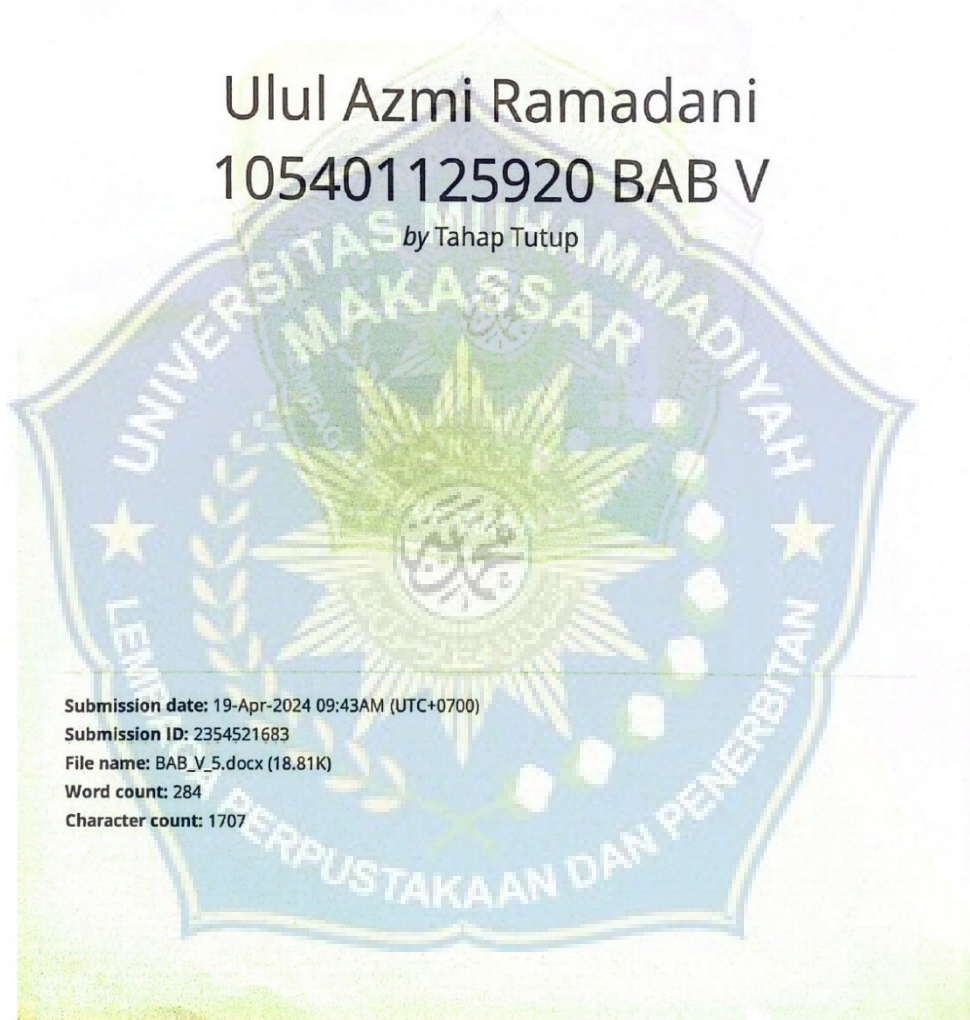 Ulul Azmi Ramadani
105401125920 BAB V
by Tahap Tutup
UNIVERSITAS MUHAMMADIYAH
MAKASSAR
محمد
Submission date: 19-Apr-2024 09:43AM (UTC+0700)
Submission ID: 2354521683
File name: BAB_V_5.docx (18.81K)
Word count: 284
Character count: 1707
LEMBAGA PERPUSTAKAAN DAN PENERBITAN